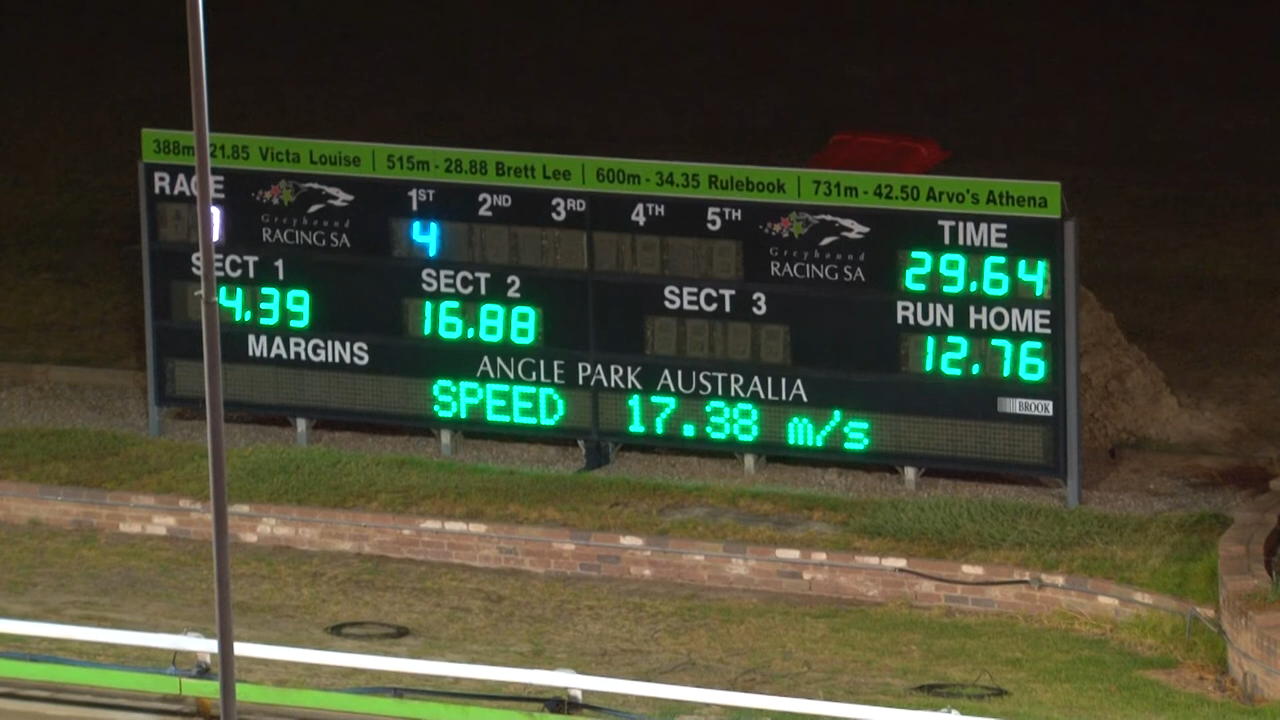 388m 21.85 Victa Louise | 515m - 28.88 Brett Lee | 600m - 34.35 Rulebook | 731m - 42.50 Arvo's Athena
RACE Greyhound RACING SA 1ST 2ND 3RD 4TH 5TH Greyhound RACING SA TIME
4 29.64
SECT 1 SECT 2 SECT 3 RUN HOME
4.39 16.88 12.76
MARGINS ANGLE PARK AUSTRALIA
BROOK
SPEED 17.38 m/s